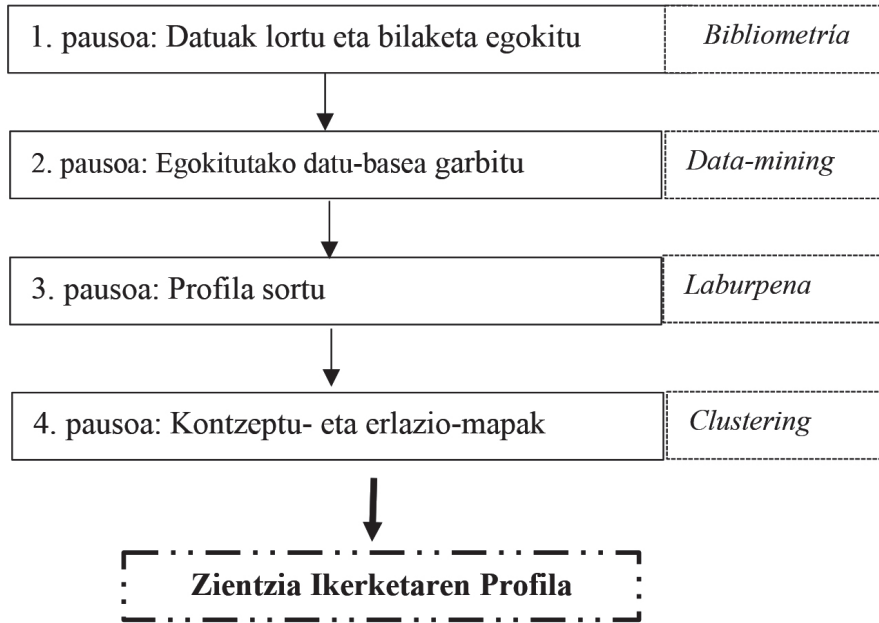 1. pausoa: Datuak lortu eta bilaketa egokitu
Bibliometría
2. pausoa: Egokitutako datu-basea garbitu
Data-mining
3. pausoa: Profila sortu
Laburpena
4. pausoa: Kontzeptu- eta erlazio-mapak
Clustering
Zientzia Ikerketaren Profila